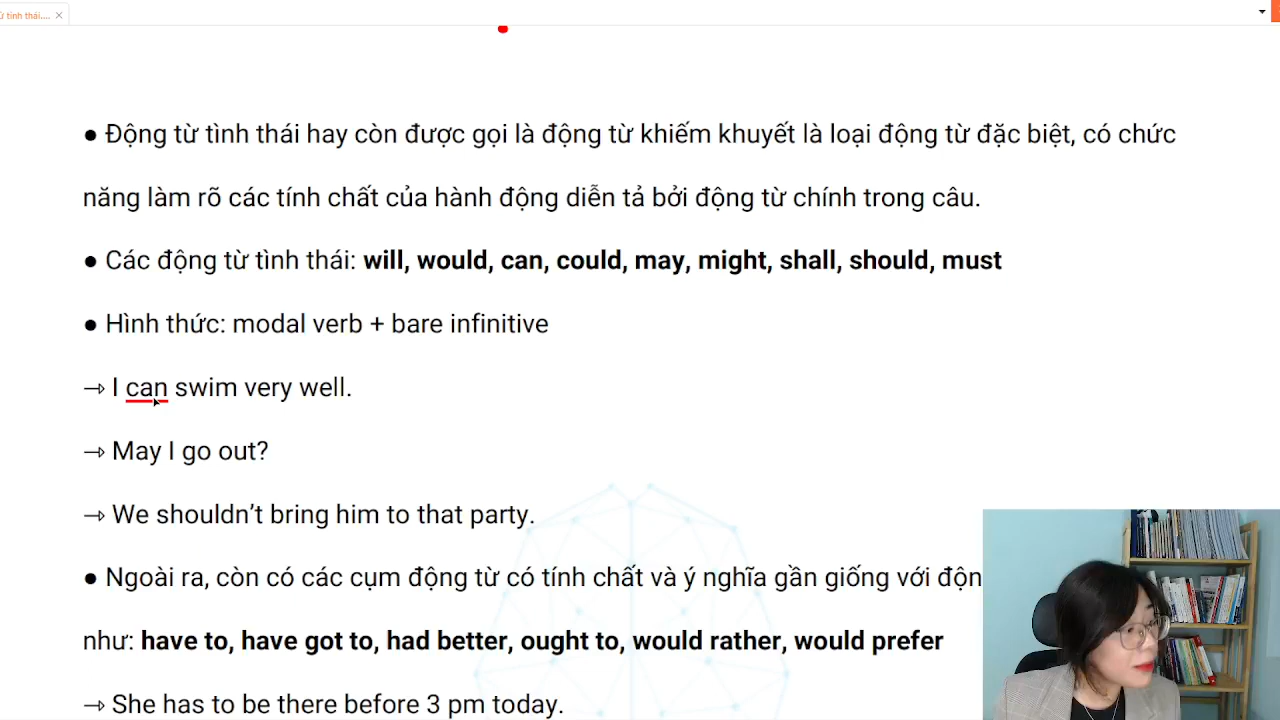 ừ tình thái....
● Động từ tình thái hay còn được gọi là động từ khiếm khuyết là loại động từ đặc biệt, có chức
năng làm rõ các tính chất của hành động diễn tả bởi động từ chính trong câu.
● Các động từ tình thái: will, would, can, could, may, might, shall, should, must
● Hình thức: modal verb + bare infinitive
→ I can swim very well.
→ May I go out?
→ We shouldn’t bring him to that party.
● Ngoài ra, còn có các cụm động từ có tính chất và ý nghĩa gần giống với độn
như: have to, have got to, had better, ought to, would rather, would prefer
→ She has to be there before 3 pm today.